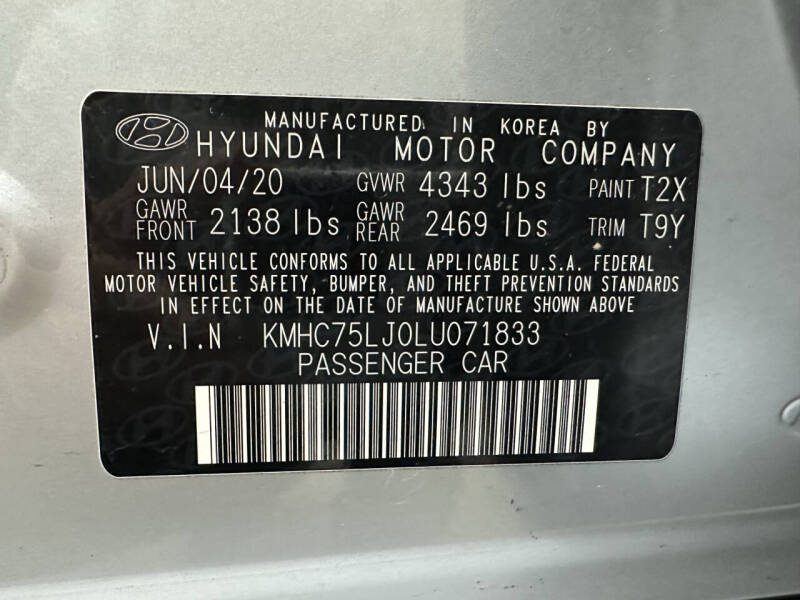 MANUFACTURED IN KOREA BY
HYUNDAI MOTOR COMPANY
JUN/04/20 GVWR 4343 lbs PAINT T2X
GAWR FRONT 2138 lbs GAWR REAR 2469 lbs TRIM T9Y
THIS VEHICLE CONFORMS TO ALL APPLICABLE U.S.A. FEDERAL
MOTOR VEHICLE SAFETY, BUMPER, AND THEFT PREVENTION STANDARDS
IN EFFECT ON THE DATE OF MANUFACTURE SHOWN ABOVE
V.I.N KMHC75LJ0LU071833
PASSENGER CAR